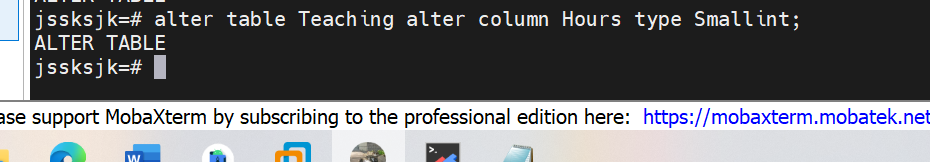 jssksjk=# alter table Teaching alter column Hours type Smallint;
ALTER TABLE
jssksjk=#
ase support MobaXterm by subscribing to the professional edition here: https://mobaxterm.mobatek.net
W